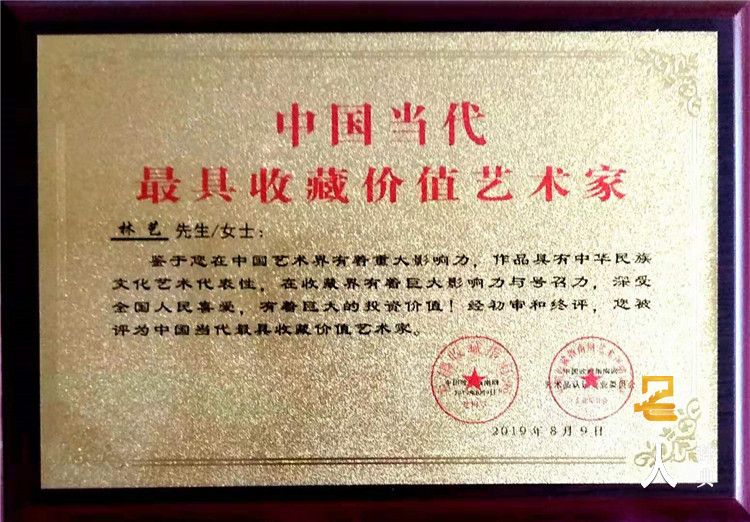 中国当代
最具收藏价值艺术家
林艺 先生/女士：
鉴于您在中国艺术界有着重大影响力，作品具有中华民族
文化艺术代表性，在收藏界有着巨大影响力与号召力，深受
全国人民喜爱，有着巨大的投资价值！经初审和终评，您被
评为中国当代最具收藏价值艺术家。
2019年8月9日
人